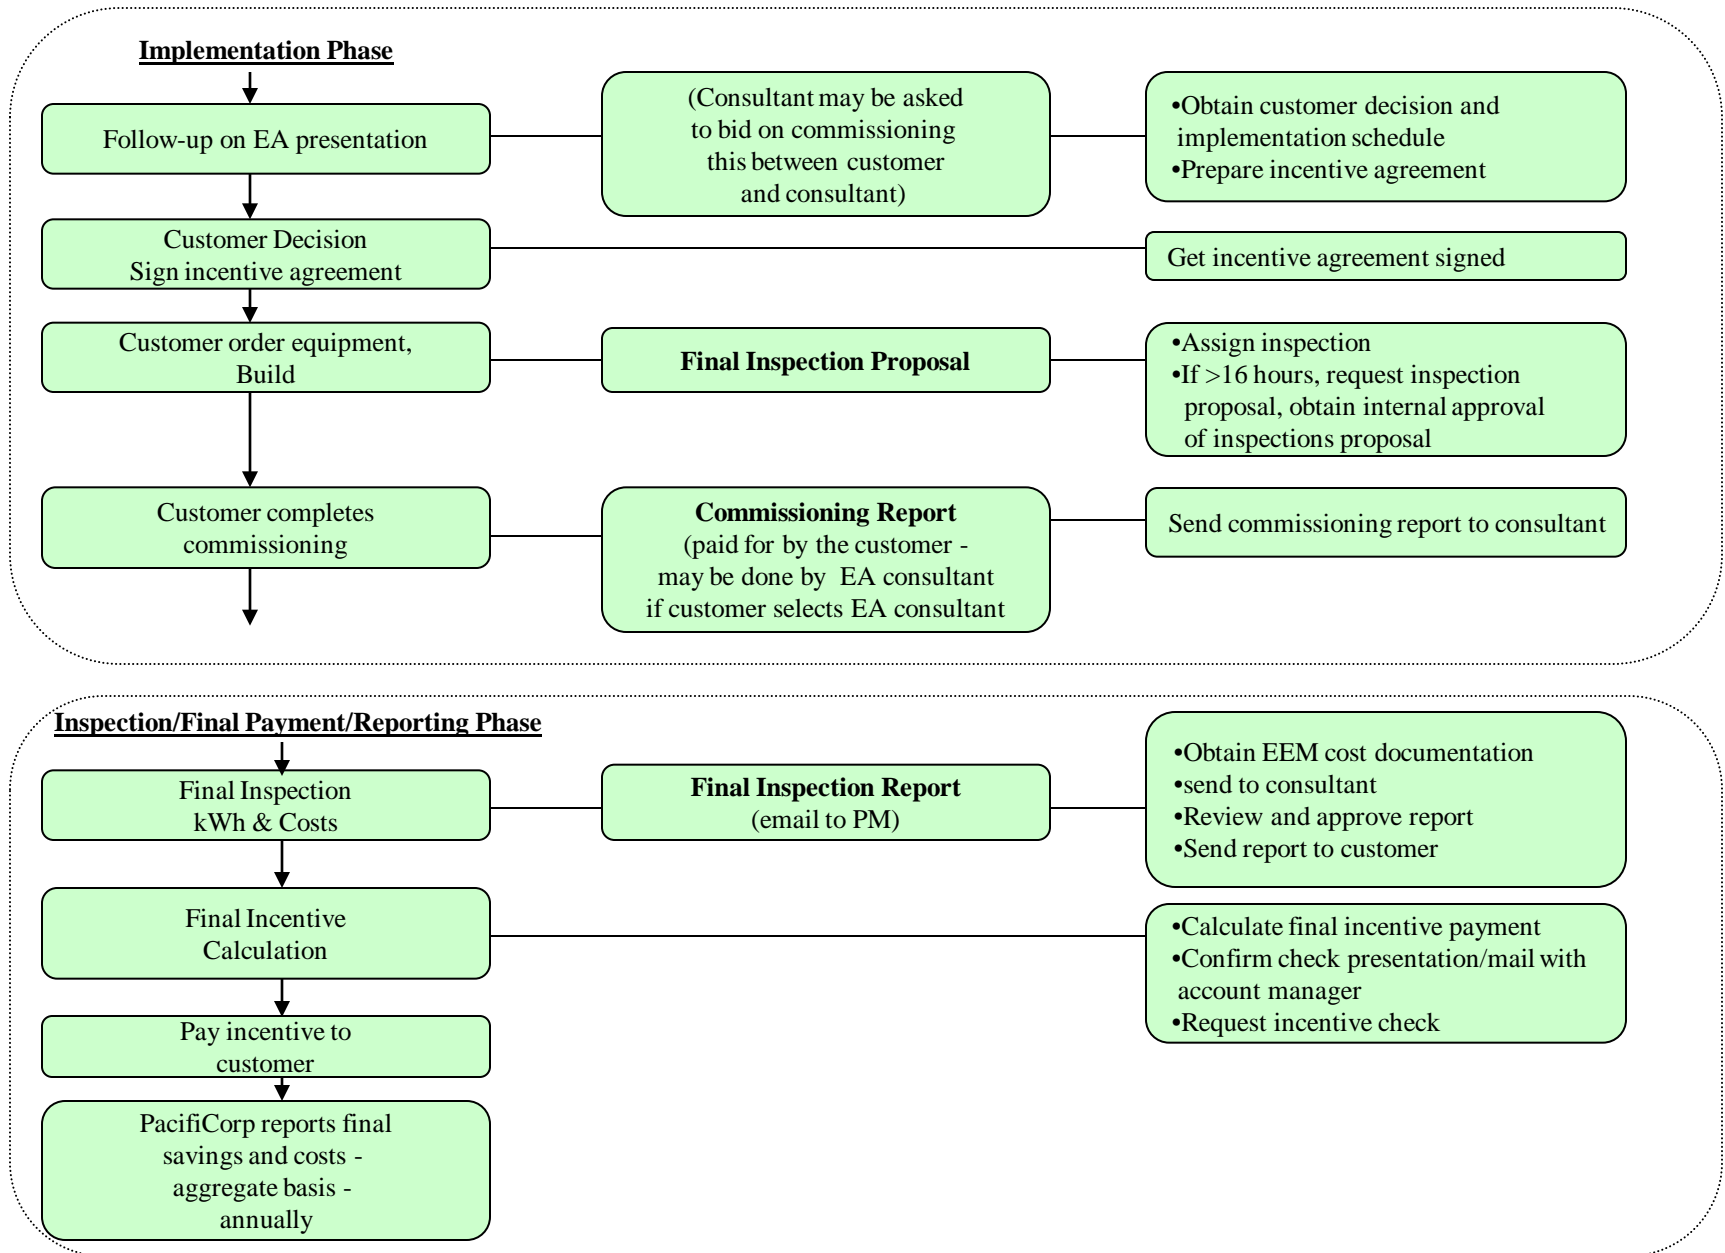 Implementation Phase
Follow-up on EA presentation
(Consultant may be asked
to bid on commissioning
this between customer
and consultant)
•Obtain customer decision and
implementation schedule
•Prepare incentive agreement
Customer Decision
Sign incentive agreement
Get incentive agreement signed
Customer order equipment,
Build
Final Inspection Proposal
•Assign inspection
•If >16 hours, request inspection
proposal, obtain internal approval
of inspections proposal
Customer completes
commissioning
Commissioning Report
(paid for by the customer -
may be done by EA consultant
if customer selects EA consultant
Send commissioning report to consultant
Inspection/Final Payment/Reporting Phase
Final Inspection
kWh & Costs
Final Inspection Report
(email to PM)
•Obtain EEM cost documentation
•send to consultant
•Review and approve report
•Send report to customer
Final Incentive
Calculation
•Calculate final incentive payment
•Confirm check presentation/mail with
account manager
•Request incentive check
Pay incentive to
customer
PacifiCorp reports final
savings and costs -
aggregate basis -
annually